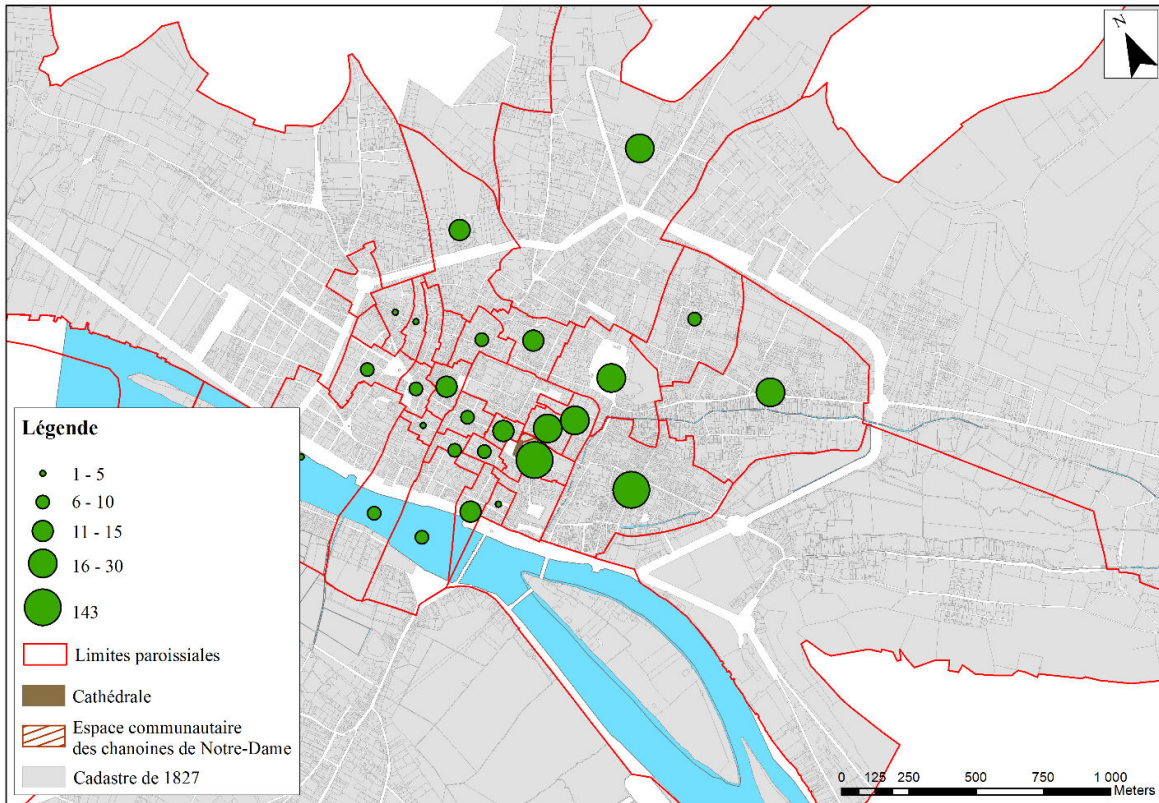 N
Légende
1 - 5
6 - 10
11 - 15
16 - 30
143
Limites paroissiales
Cathédrale
Espace communautaire
des chanoines de Notre-Dame
Cadastre de 1827
0 125 250 500 750 1 000
Meters